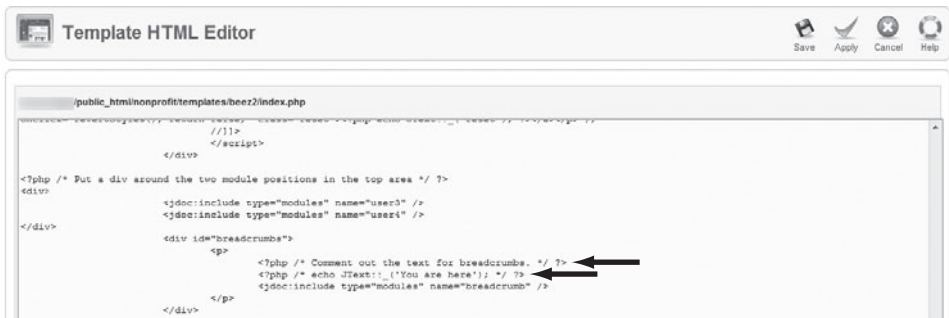 Template HTML Editor
Save Apply Cancel Help
/public_html/nonprofit/templates/beez2/index.php
//]]>
</script>
</div>
<?php /* Put a div around the two module positions in the top area */ ?>
<div>
<jdoc:include type="modules" name="user3" />
<jdoc:include type="modules" name="user4" />
</div>
<div id="breadcrumbs">
<p>
<?php /* Comment out the text for breadcrumbs. */ ?>
<?php /* echo JText::_('You are here'); */ ?>
<jdoc:include type="modules" name="breadcrumb" />
</p>
</div>